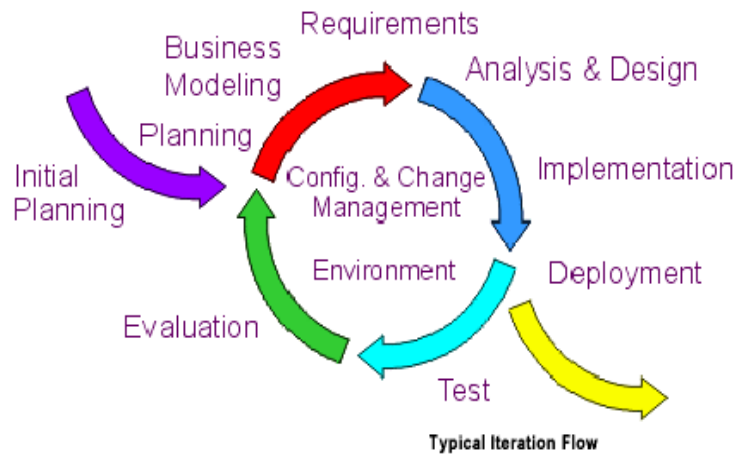 Requirements
Business
Modeling
Analysis & Design
Planning
Initial
Planning
Config. & Change
Management
Implementation
Environment
Deployment
Evaluation
Test
Typical Iteration Flow